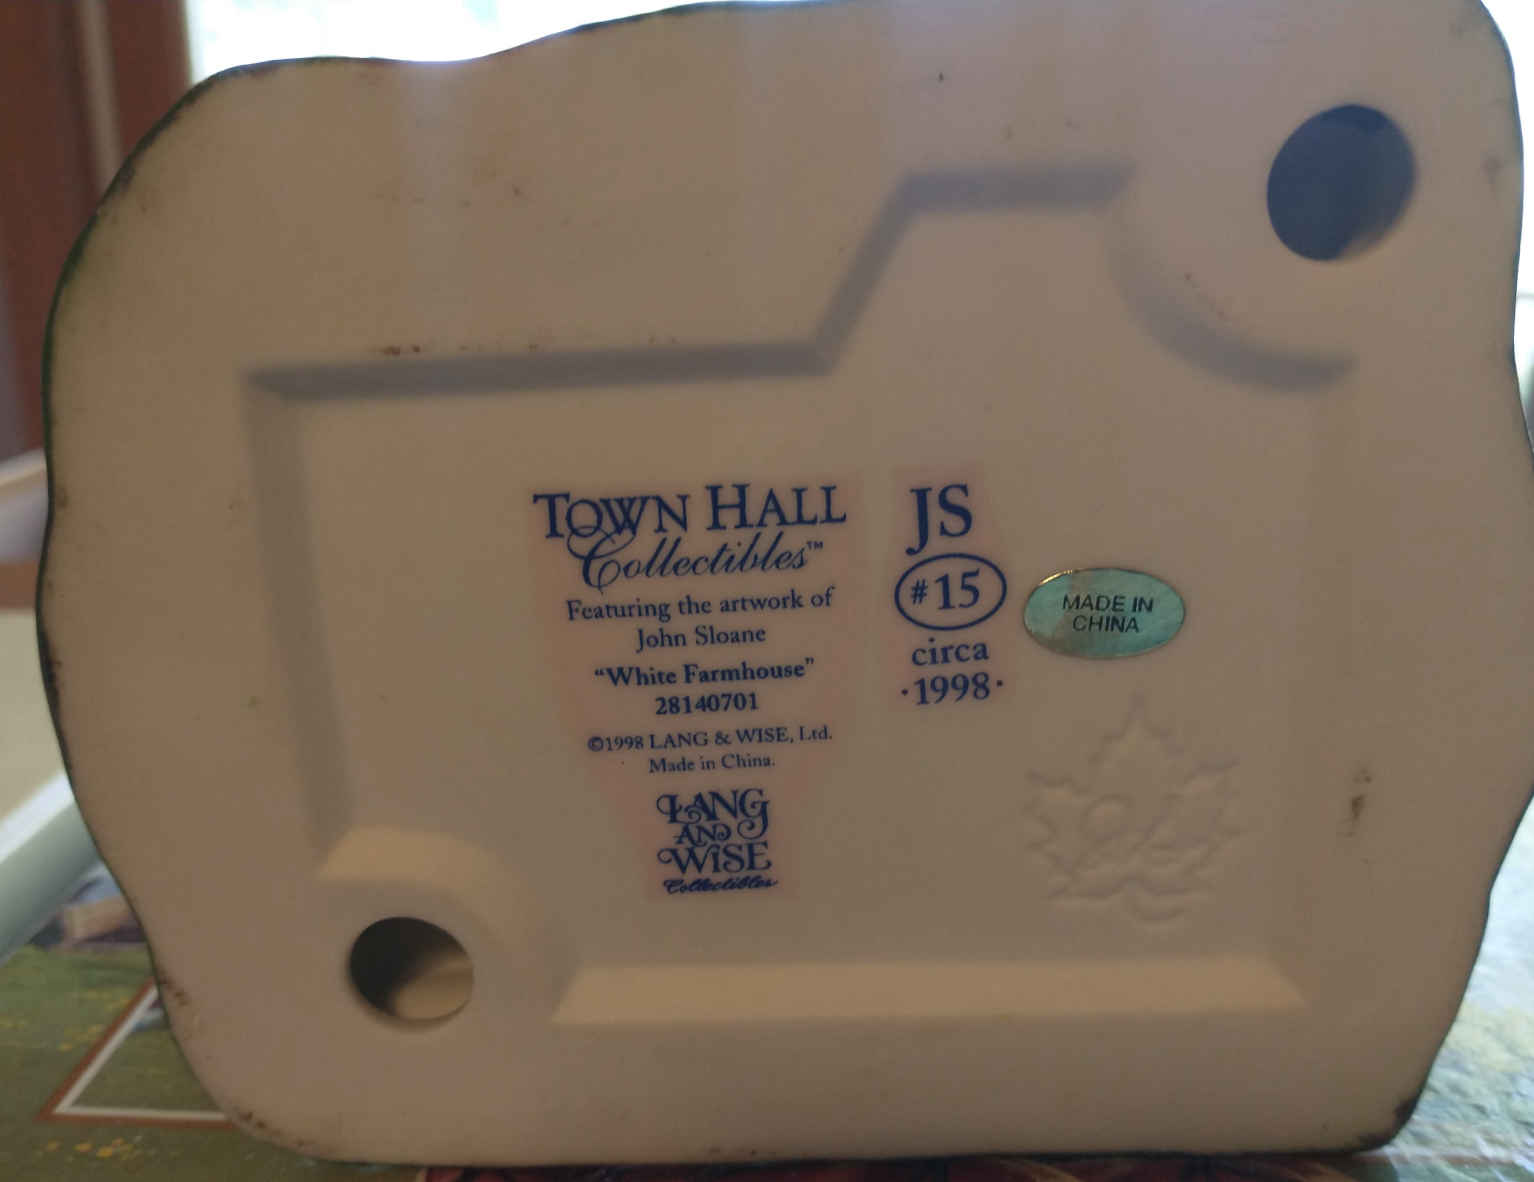 TOWN HALL
Collectibles™
Featuring the artwork of
John Sloane
“White Farmhouse”
28140701
©1998 LANG & WISE, Ltd.
Made in China.
LANG
AND
WISE
Collectibles
JS
#15
circa
·1998·
MADE IN
CHINA